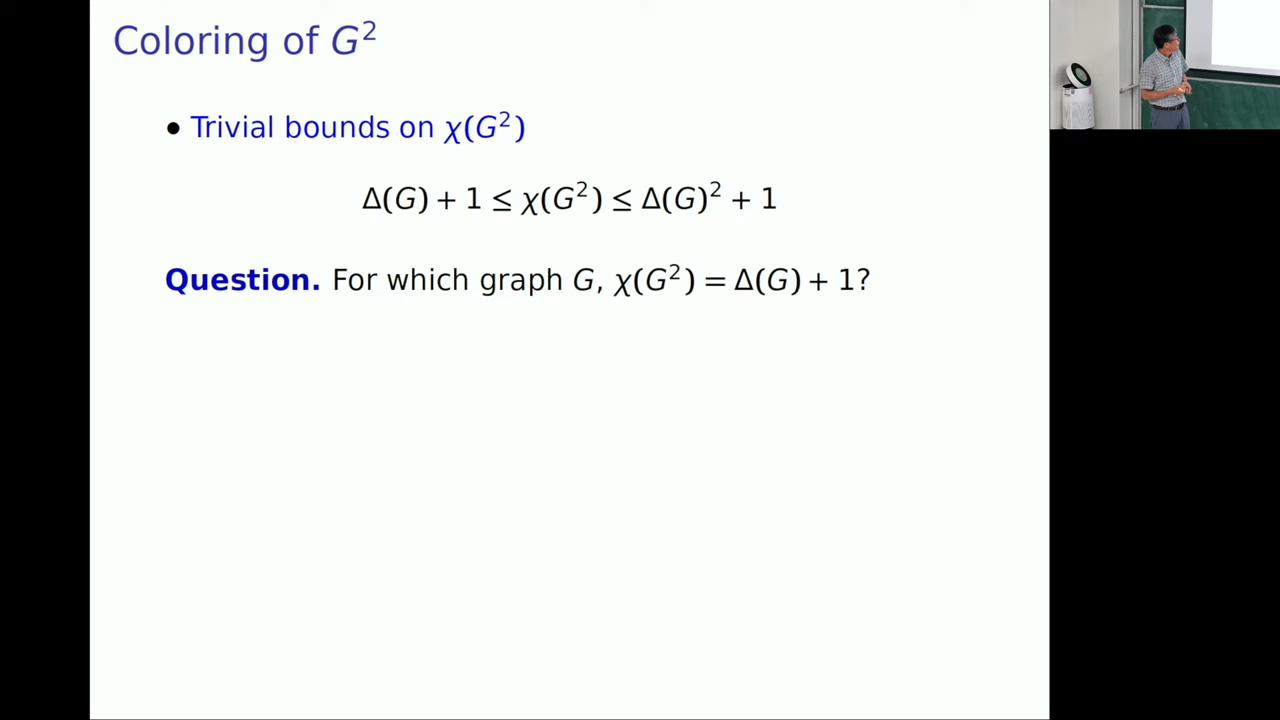 Coloring of G²
• Trivial bounds on χ(G²)
Δ(G) + 1 ≤ χ(G²) ≤ Δ(G)² + 1
Question. For which graph G, χ(G²) = Δ(G) + 1?